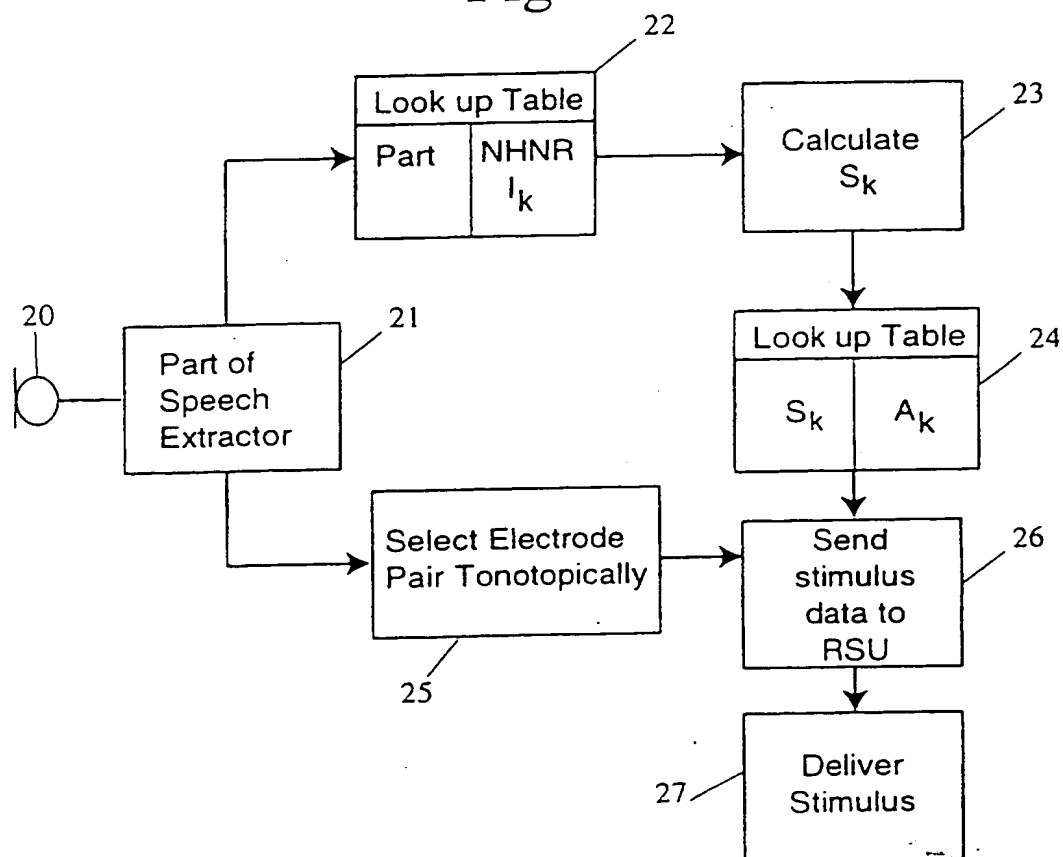 Fig
22
Look up Table
Part
NHNR
I_k
23
Calculate
S_k
20
21
Part of
Speech
Extractor
Look up Table
24
S_k
A_k
Select Electrode
Pair Tonotopically
25
Send
stimulus
data to
RSU
26
27
Deliver
Stimulus